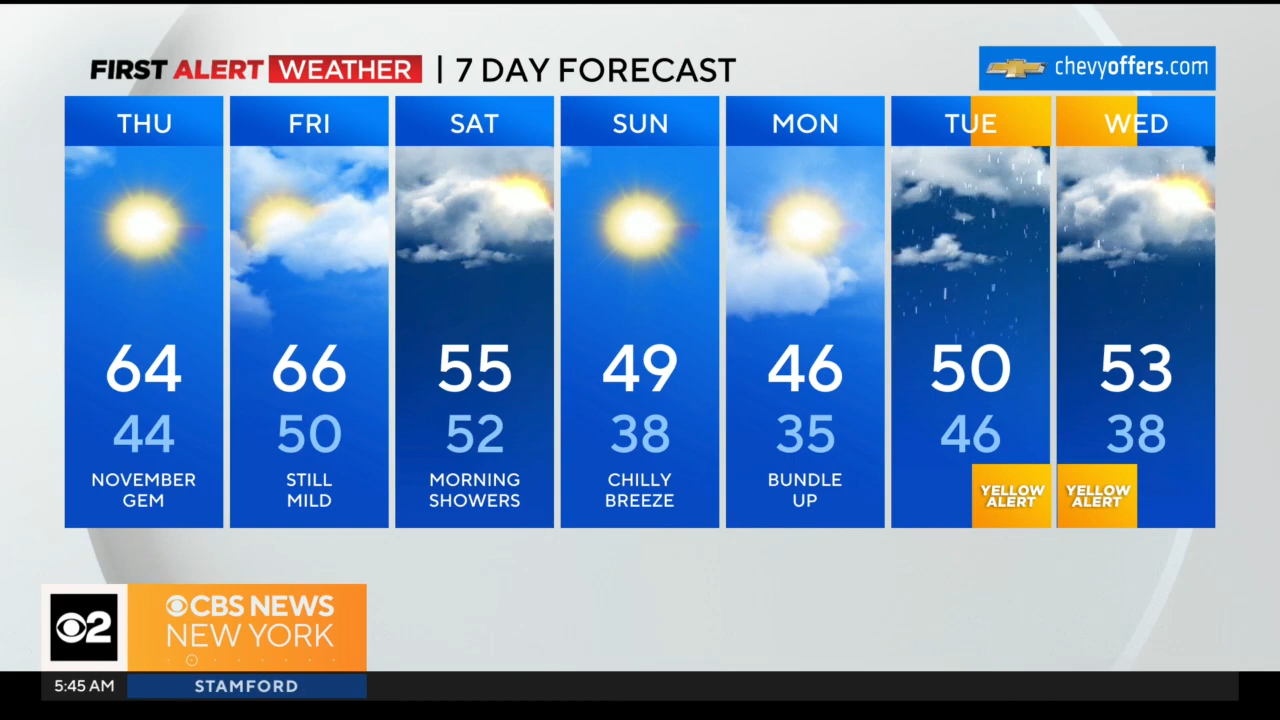 FIRST ALERT WEATHER | 7 DAY FORECAST
chevyoffers.com
THU FRI SAT SUN MON TUE WED
64 66 55 49 46 50 53
44 50 52 38 35 46 38
NOVEMBER GEM
STILL MILD
MORNING SHOWERS
CHILLY BREEZE
BUNDLE UP
YELLOW ALERT
YELLOW ALERT
2
CBS NEWS
NEW YORK
5:45 AM STAMFORD